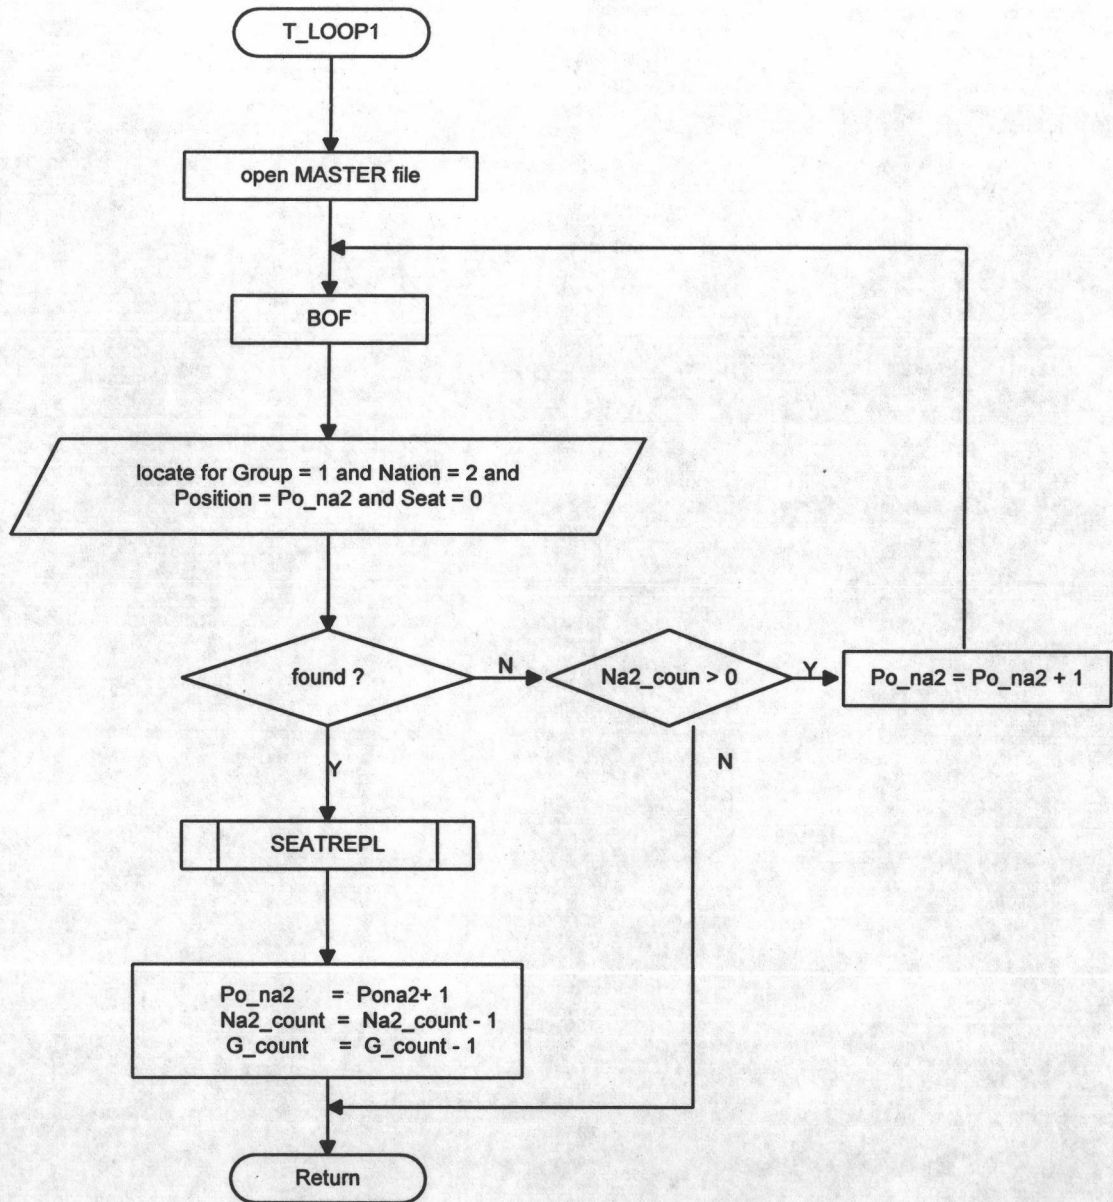 T_LOOP1
open MASTER file
BOF
locate for Group = 1 and Nation = 2 and
Position = Po_na2 and Seat = 0
found ?
N
Na2_coun > 0
Y
Po_na2 = Po_na2 + 1
Y
N
SEATREPL
Po_na2 = Pona2+ 1
Na2_count = Na2_count - 1
G_count = G_count - 1
Return